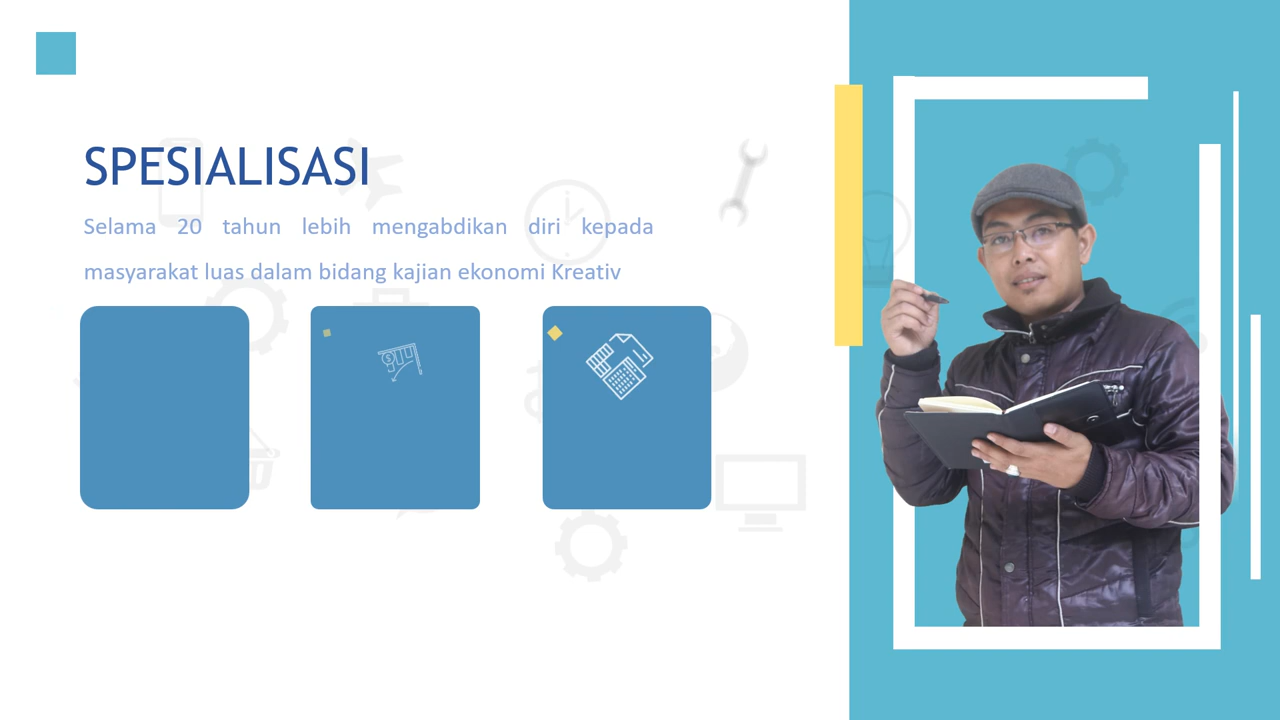 SPESIALISASI
Selama 20 tahun lebih mengabdikan diri kepada
masyarakat luas dalam bidang kajian ekonomi Kreativ